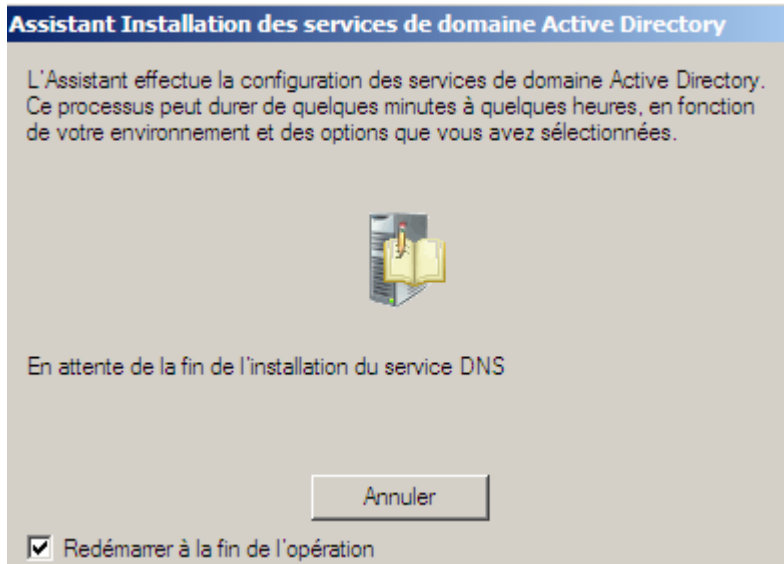 Assistant Installation des services de domaine Active Directory
L'Assistant effectue la configuration des services de domaine Active Directory.
Ce processus peut durer de quelques minutes à quelques heures, en fonction
de votre environnement et des options que vous avez sélectionnées.
En attente de la fin de l'installation du service DNS
Annuler
Redémarrer à la fin de l'opération